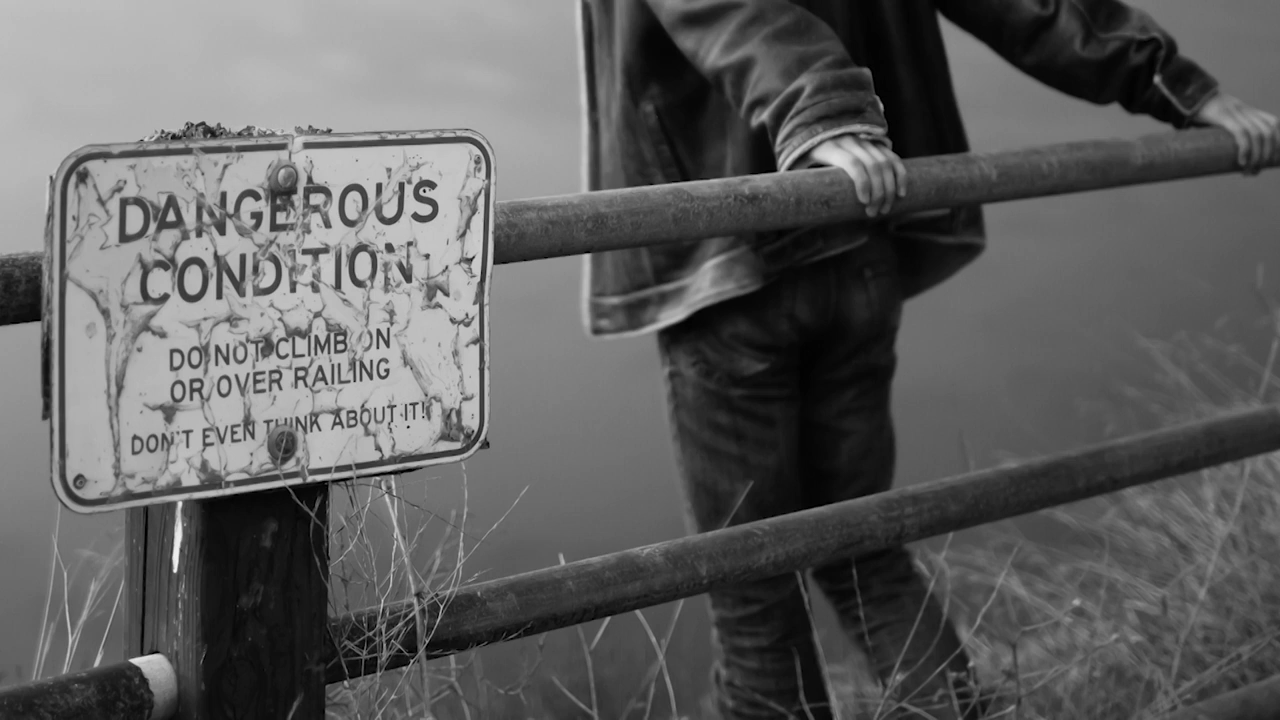 DANGEROUS
CONDITION
DO NOT CLIMB ON
OR OVER RAILING
DON'T EVEN THINK ABOUT IT!